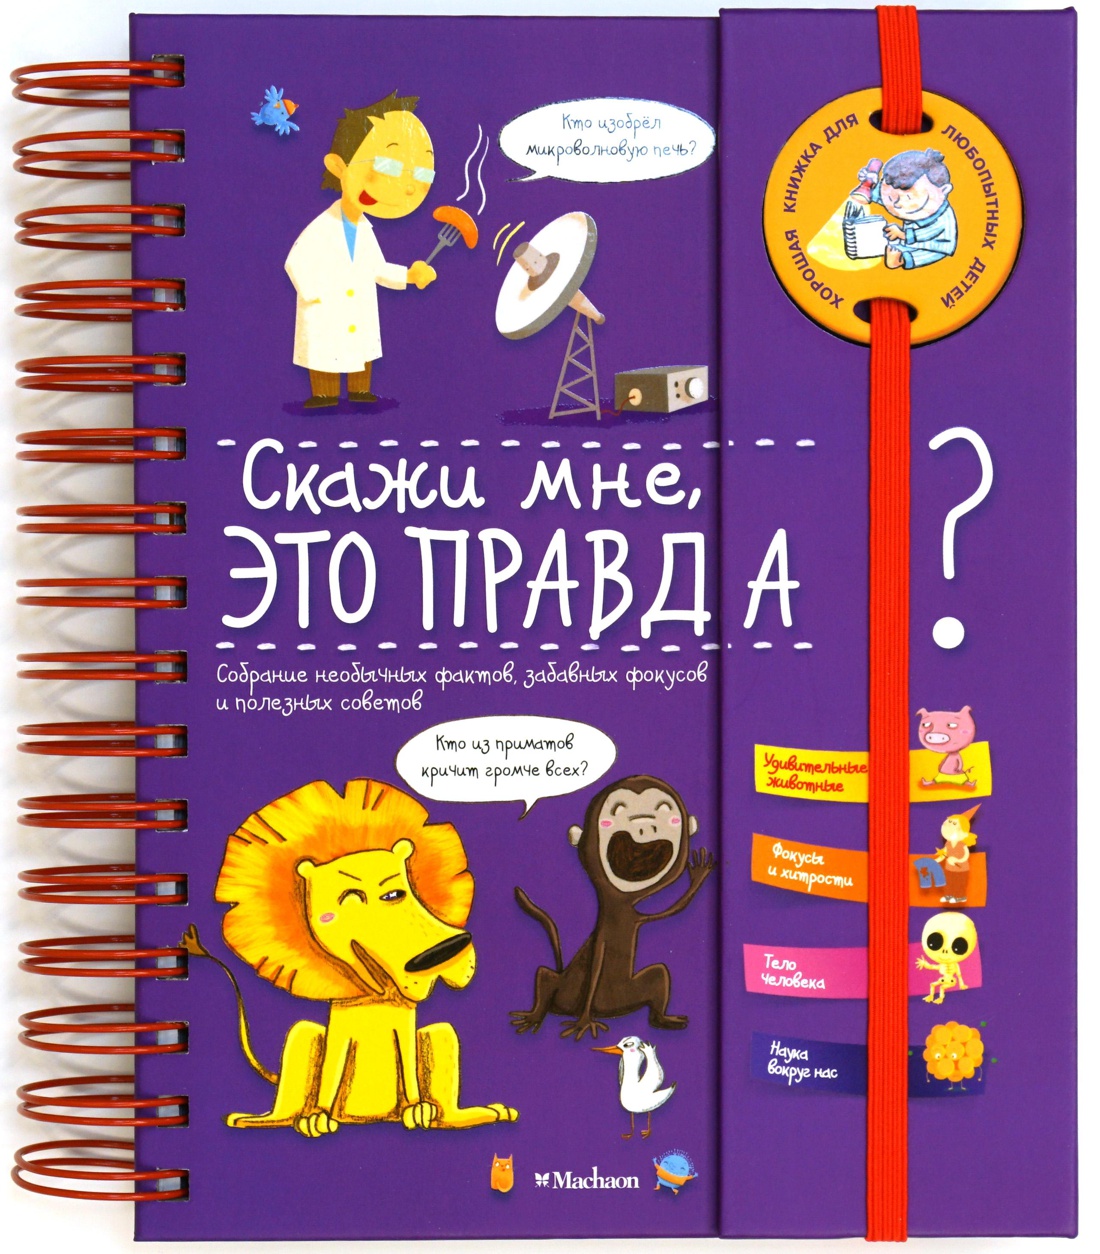 Кто изобрёл
микроволновую печь?
ХОРОШАЯ КНИЖКА ДЛЯ ЛЮБОПЫТНЫХ ДЕТЕЙ
Скажи мне,
ЭТО ПРАВДА?
Собрание необычных фактов, забавных фокусов
и полезных советов
Кто из приматов
кричит громче всех?
Удивительные
животные
Фокусы
и хитрости
Тело
человека
Наука
вокруг нас
Machaon